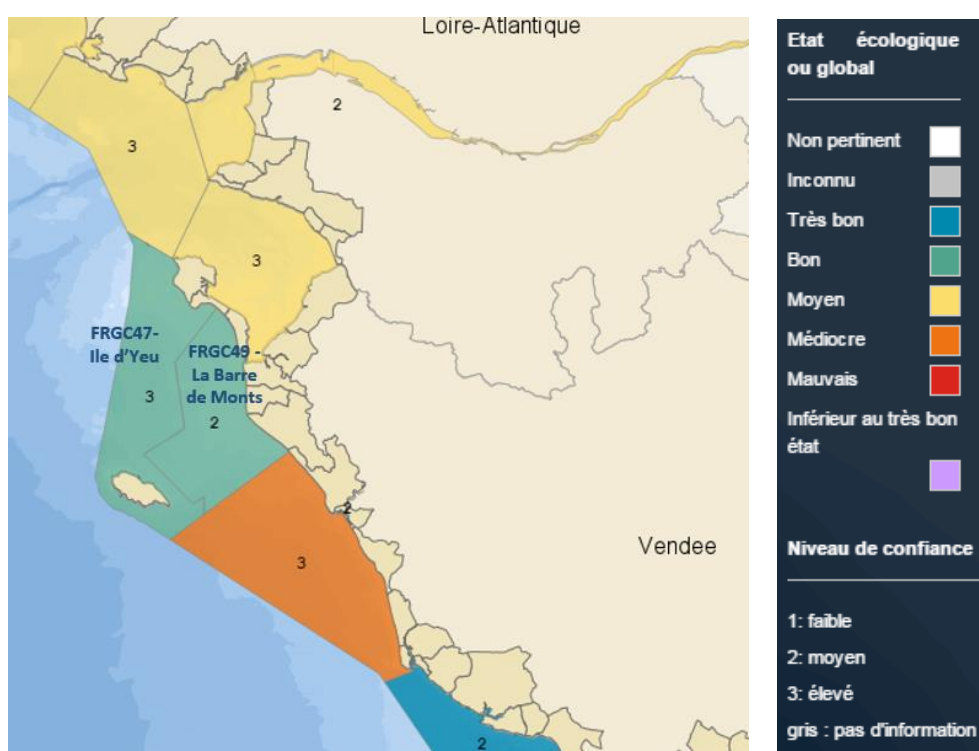 Loire-Atlantique
2
3
3
FRGC47-
Ile d'Yeu
3
FRGC49 -
La Barre
de Monts
2
2
3
Vendee
2
Etat écologique
ou global
Non pertinent
Inconnu
Très bon
Bon
Moyen
Médiocre
Mauvais
Inférieur au très bon
état
Niveau de confiance
1: faible
2: moyen
3: élevé
gris : pas d'information